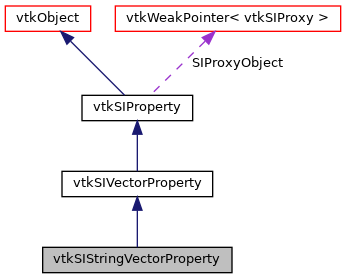 vtkObject
vtkWeakPointer< vtkSIProxy >
SIProxyObject
vtkSIProperty
vtkSIVectorProperty
vtkSIStringVectorProperty